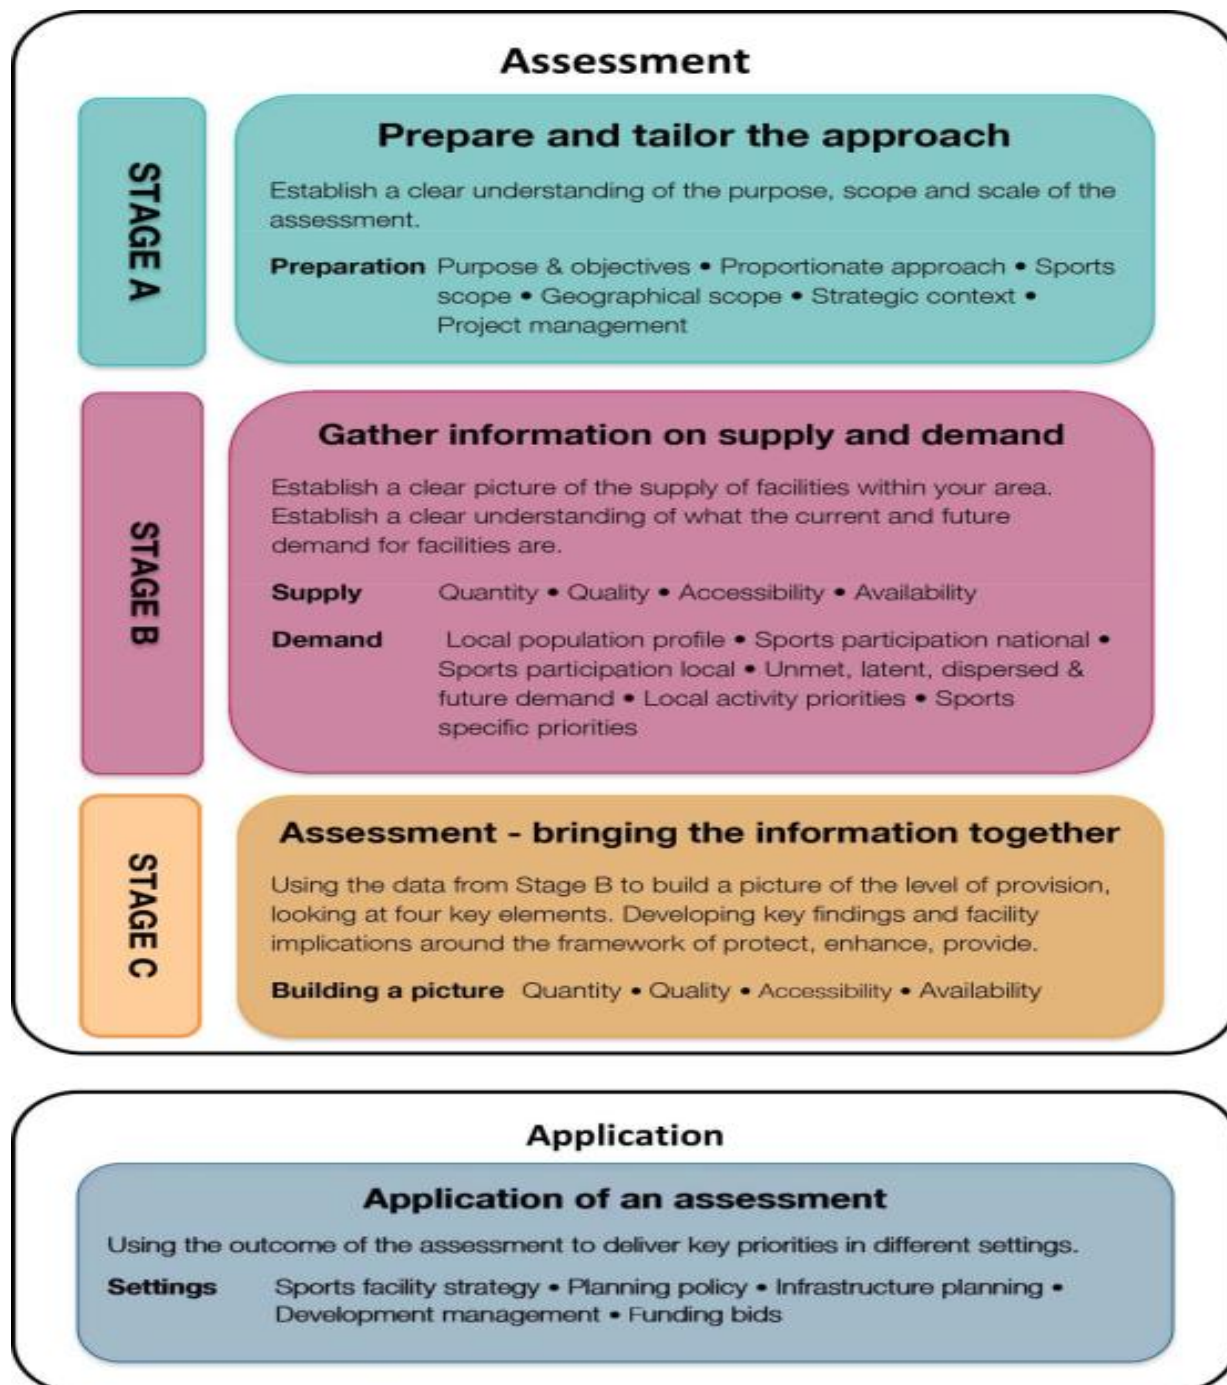 Assessment
STAGE A
Prepare and tailor the approach
Establish a clear understanding of the purpose, scope and scale of the
assessment.
Preparation Purpose & objectives • Proportionate approach • Sports
scope • Geographical scope • Strategic context •
Project management
STAGE B
Gather information on supply and demand
Establish a clear picture of the supply of facilities within your area.
Establish a clear understanding of what the current and future
demand for facilities are.
Supply Quantity • Quality • Accessibility • Availability
Demand Local population profile • Sports participation national •
Sports participation local • Unmet, latent, dispersed &
future demand • Local activity priorities • Sports
specific priorities
STAGE C
Assessment - bringing the information together
Using the data from Stage B to build a picture of the level of provision,
looking at four key elements. Developing key findings and facility
implications around the framework of protect, enhance, provide.
Building a picture Quantity • Quality • Accessibility • Availability
Application
Application of an assessment
Using the outcome of the assessment to deliver key priorities in different settings.
Settings Sports facility strategy • Planning policy • Infrastructure planning •
Development management • Funding bids